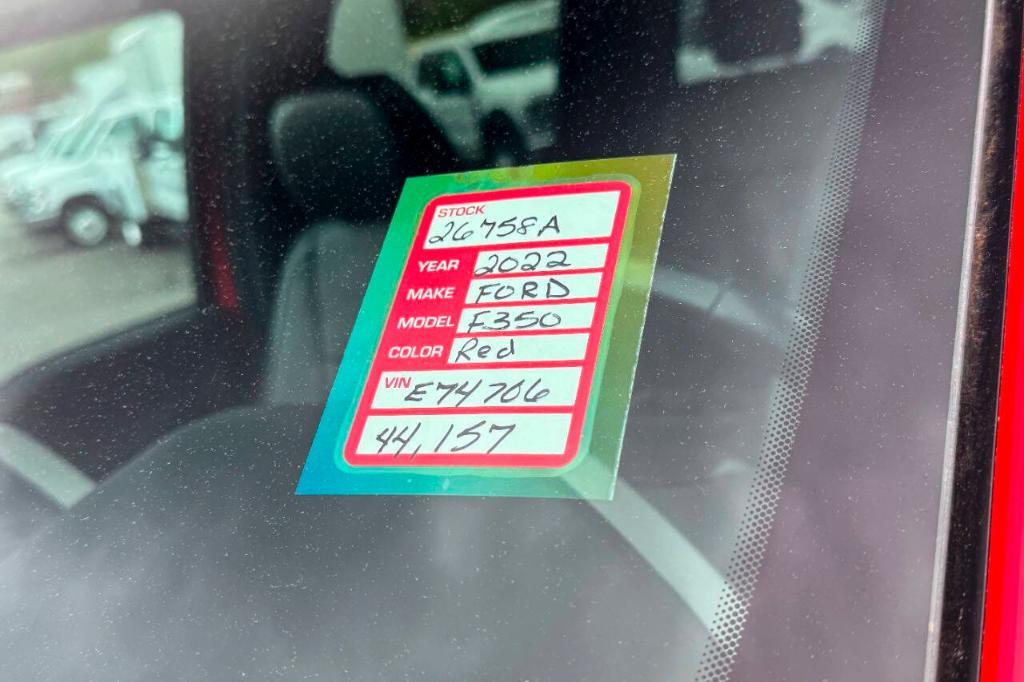 STOCK
26758A
YEAR 2022
MAKE FORD
MODEL F350
COLOR Red
VIN E74706
44,157